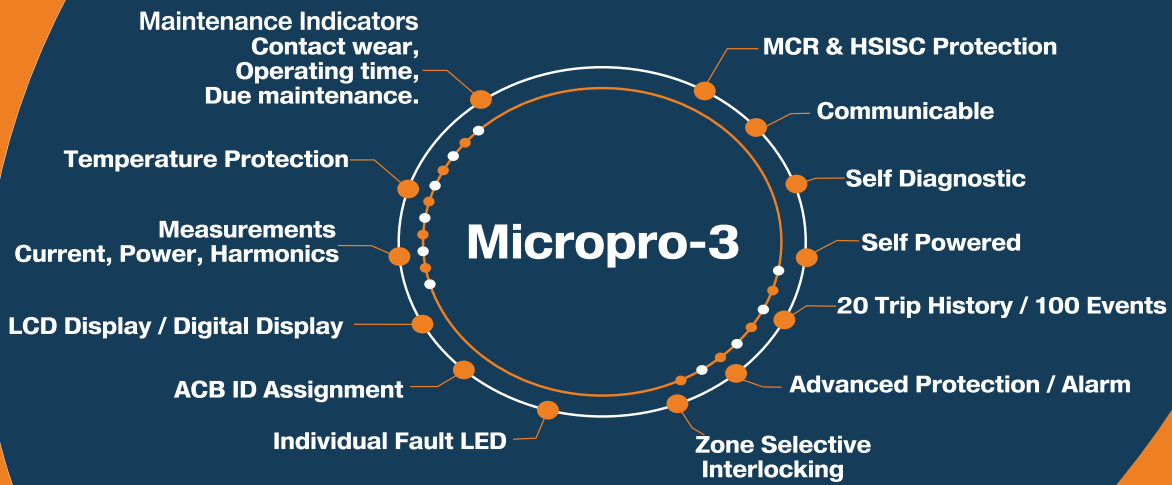 Maintenance Indicators
Contact wear,
Operating time,
Due maintenance.
Temperature Protection
Measurements
Current, Power, Harmonics
LCD Display / Digital Display
ACB ID Assignment
Individual Fault LED
Micropro-3
MCR & HSISC Protection
Communicable
Self Diagnostic
Self Powered
20 Trip History / 100 Events
Advanced Protection / Alarm
Zone Selective
Interlocking